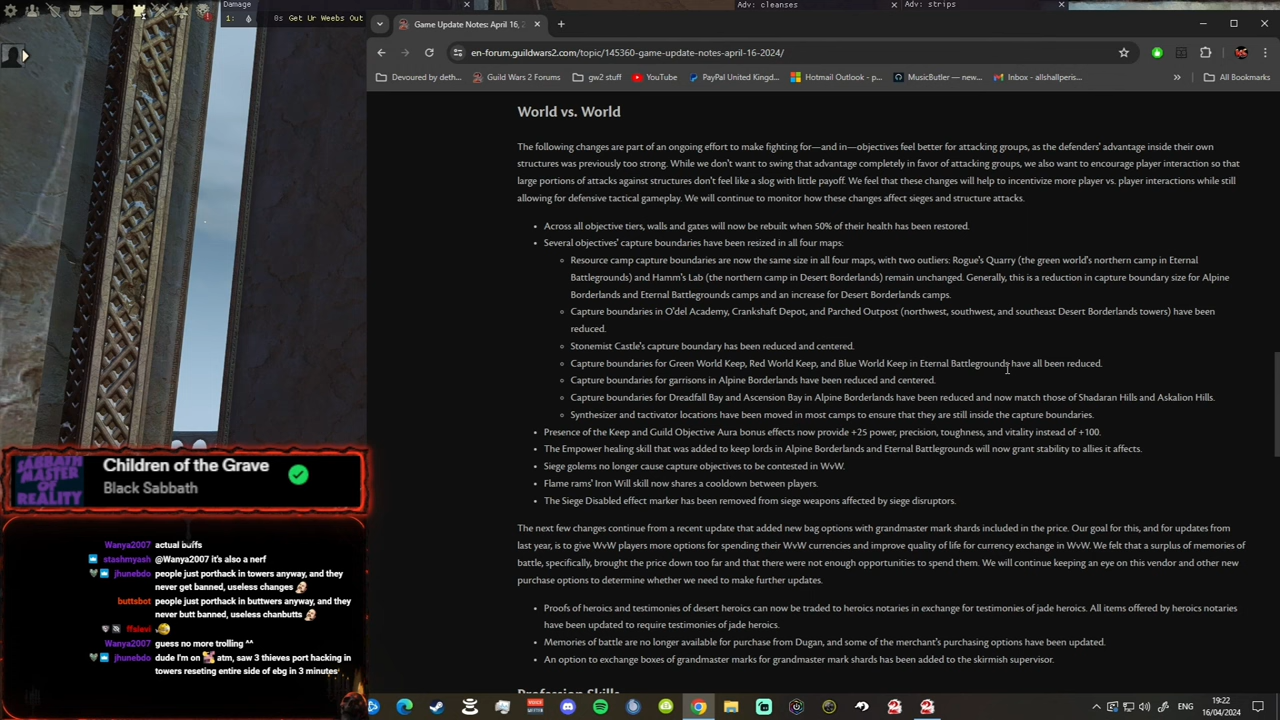 Damage
1: 0s Get Ur Weebs Out
Adv: cleanses
Adv: strips
Game Update Notes: April 16, 2
en-forum.guildwars2.com/topic/145360-game-update-notes-april-16-2024/
Devoured by deth... Guild Wars 2 Forums gw2 stuff YouTube PayPal United Kingd... Hotmail Outlook - p... MusicButler — new... Inbox - allshallperis... » All Bookmarks
World vs. World
The following changes are part of an ongoing effort to make fighting for—and in—objectives feel better for attacking groups, as the defenders' advantage inside their own
structures was previously too strong. While we don't want to swing that advantage completely in favor of attacking groups, we also want to encourage player interaction so that
large portions of attacks against structures don't feel like a slog with little payoff. We feel that these changes will help to incentivize more player vs. player interactions while still
allowing for defensive tactical gameplay. We will continue to monitor how these changes affect sieges and structure attacks.
• Across all objective tiers, walls and gates will now be rebuilt when 50% of their health has been restored.
• Several objectives' capture boundaries have been resized in all four maps:
Resource camp capture boundaries are now the same size in all four maps, with two outliers: Rogue's Quarry (the green world's northern camp in Eternal
Battlegrounds) and Hamm's Lab (the northern camp in Desert Borderlands) remain unchanged. Generally, this is a reduction in capture boundary size for Alpine
Borderlands and Eternal Battlegrounds camps and an increase for Desert Borderlands camps.
Capture boundaries in O'del Academy, Crankshaft Depot, and Parched Outpost (northwest, southwest, and southeast Desert Borderlands towers) have been
reduced.
Stonemist Castle's capture boundary has been reduced and centered.
Capture boundaries for Green World Keep, Red World Keep, and Blue World Keep in Eternal Battlegrounds have all been reduced.
Capture boundaries for garrisons in Alpine Borderlands have been reduced and centered.
Capture boundaries for Dreadfall Bay and Ascension Bay in Alpine Borderlands have been reduced and now match those of Shadaran Hills and Askalion Hills.
Synthesizer and tactivator locations have been moved in most camps to ensure that they are still inside the capture boundaries.
• Presence of the Keep and Guild Objective Aura bonus effects now provide +25 power, precision, toughness, and vitality instead of +100.
• The Empower healing skill that was added to keep lords in Alpine Borderlands and Eternal Battlegrounds will now grant stability to allies it affects.
• Siege golems no longer cause capture objectives to be contested in WvW.
• Flame rams' Iron Will skill now shares a cooldown between players.
• The Siege Disabled effect marker has been removed from siege weapons affected by siege disruptors.
The next few changes continue from a recent update that added new bag options with grandmaster mark shards included in the price. Our goal for this, and for updates from
last year, is to give WvW players more options for spending their WvW currencies and improve quality of life for currency exchange in WvW. We felt that a surplus of memories of
battle, specifically, brought the price down too far and that there were not enough opportunities to spend them. We will continue keeping an eye on this vendor and other new
purchase options to determine whether we need to make further updates.
• Proofs of heroics and testimonies of desert heroics can now be traded to heroics notaries in exchange for testimonies of jade heroics. All items offered by heroics notaries
have been updated to require testimonies of jade heroics.
• Memories of battle are no longer available for purchase from Dugan, and some of the merchant's purchasing options have been updated.
• An option to exchange boxes of grandmaster marks for grandmaster mark shards has been added to the skirmish supervisor.
Profession Skills
SABBATH
MASTER
OF
REALITY
Children of the Grave
Black Sabbath
Wanya2007 actual buffs
stashmyash @Wanya2007 it's also a nerf
jhunebdo people just porthack in towers anyway, and they
never get banned, useless changes
buttsbot people just porthack in buttwers anyway, and they
never butt banned, useless chanbutts
ffalevi
Wanya2007 guess no more trolling ^^
jhunebdo dude I'm on atm, saw 3 thieves port hacking in
towers reseting entire side of ebg in 3 minutes
ENG
19:22
16/04/2024